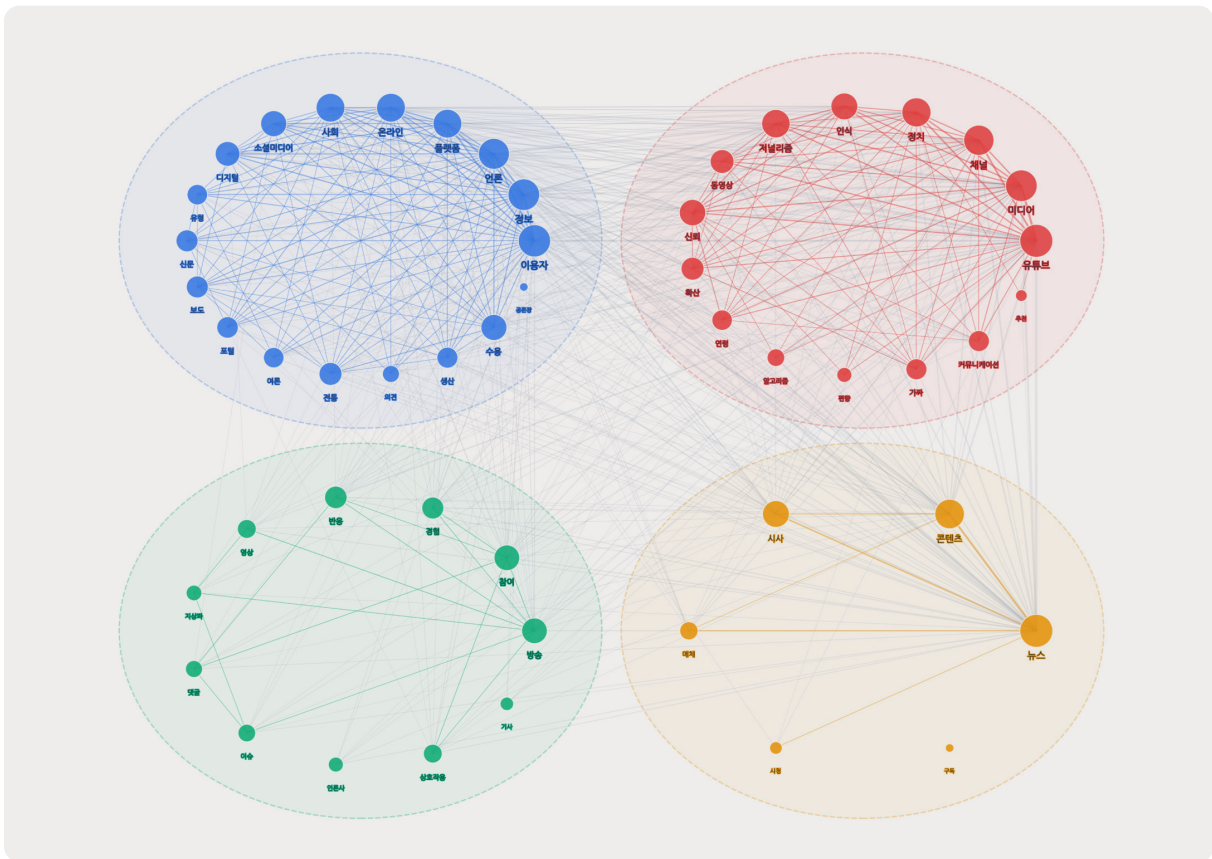 사회
온라인
소셜미디어
플랫폼
디지털
언론
유형
정보
신문
이용자
보도
공론장
포털
수용
여론
생산
전통
의견
인식
정치
저널리즘
채널
동영상
미디어
신뢰
유튜브
확산
추천
연령
커뮤니케이션
알고리즘
가짜
편향
반응
경험
영상
참여
지상파
방송
댓글
기사
이슈
상호작용
언론사
시사
콘텐츠
매체
뉴스
시청
구독